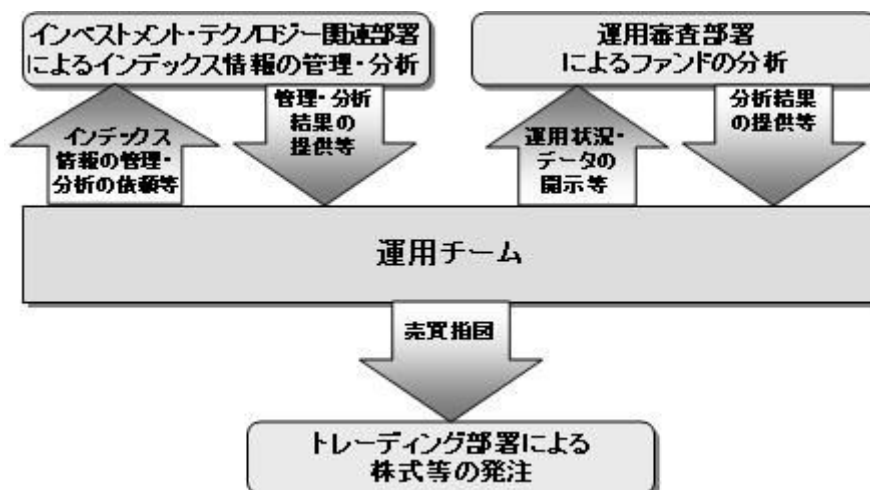 インベストメント・テクノロジー関連部署
によるインデックス情報の管理・分析
運用審査部署
によるファンドの分析
インデックス
情報の管理・
分析の依頼等
管理・分析
結果の
提供等
運用状況・
データの
開示等
分析結果
の提供等
運用チーム
売買指図
トレーディング部署による
株式等の発注